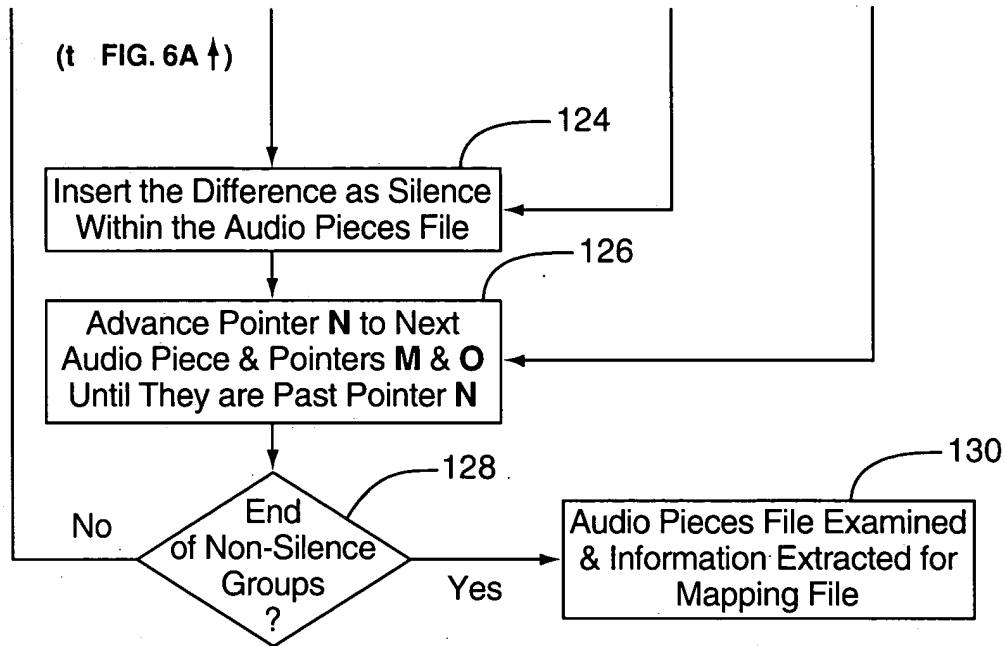 (t FIG. 6A ↑)
124
Insert the Difference as Silence
Within the Audio Pieces File
126
Advance Pointer N to Next
Audio Piece & Pointers M & O
Until They are Past Pointer N
128
End
of Non-Silence
Groups
?
No
Yes
130
Audio Pieces File Examined
& Information Extracted for
Mapping File